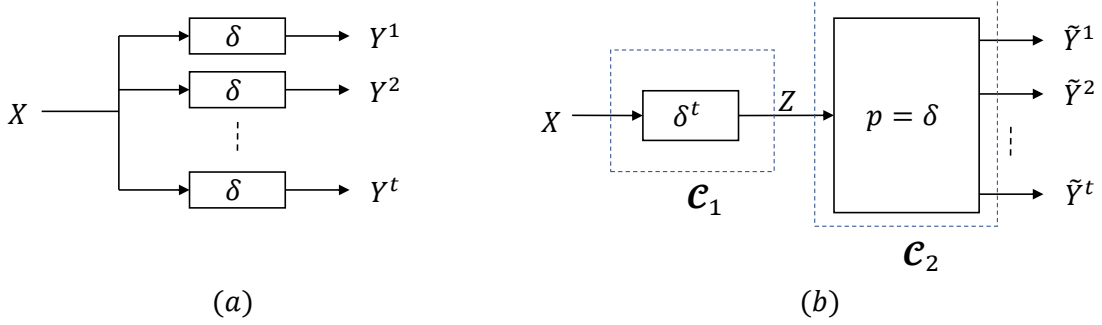 X
δ
Y¹
δ
Y²
δ
Yᵗ
(a)
X
δᵗ
𝓒₁
Z
p = δ
Ỹ¹
Ỹ²
Ỹᵗ
𝓒₂
(b)